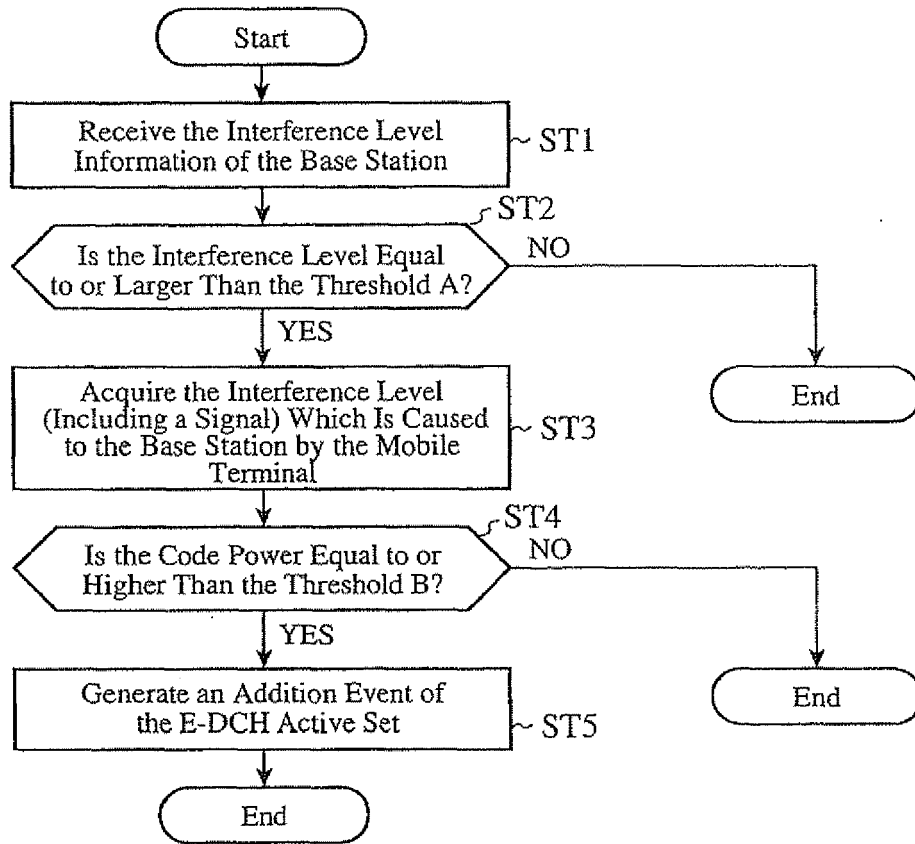 Start
Receive the Interference Level
Information of the Base Station
ST1
ST2
Is the Interference Level Equal
to or Larger Than the Threshold A?
NO
YES
End
Acquire the Interference Level
(Including a Signal) Which Is Caused
to the Base Station by the Mobile
Terminal
ST3
ST4
Is the Code Power Equal to or
Higher Than the Threshold B?
NO
YES
End
Generate an Addition Event of
the E-DCH Active Set
ST5
End